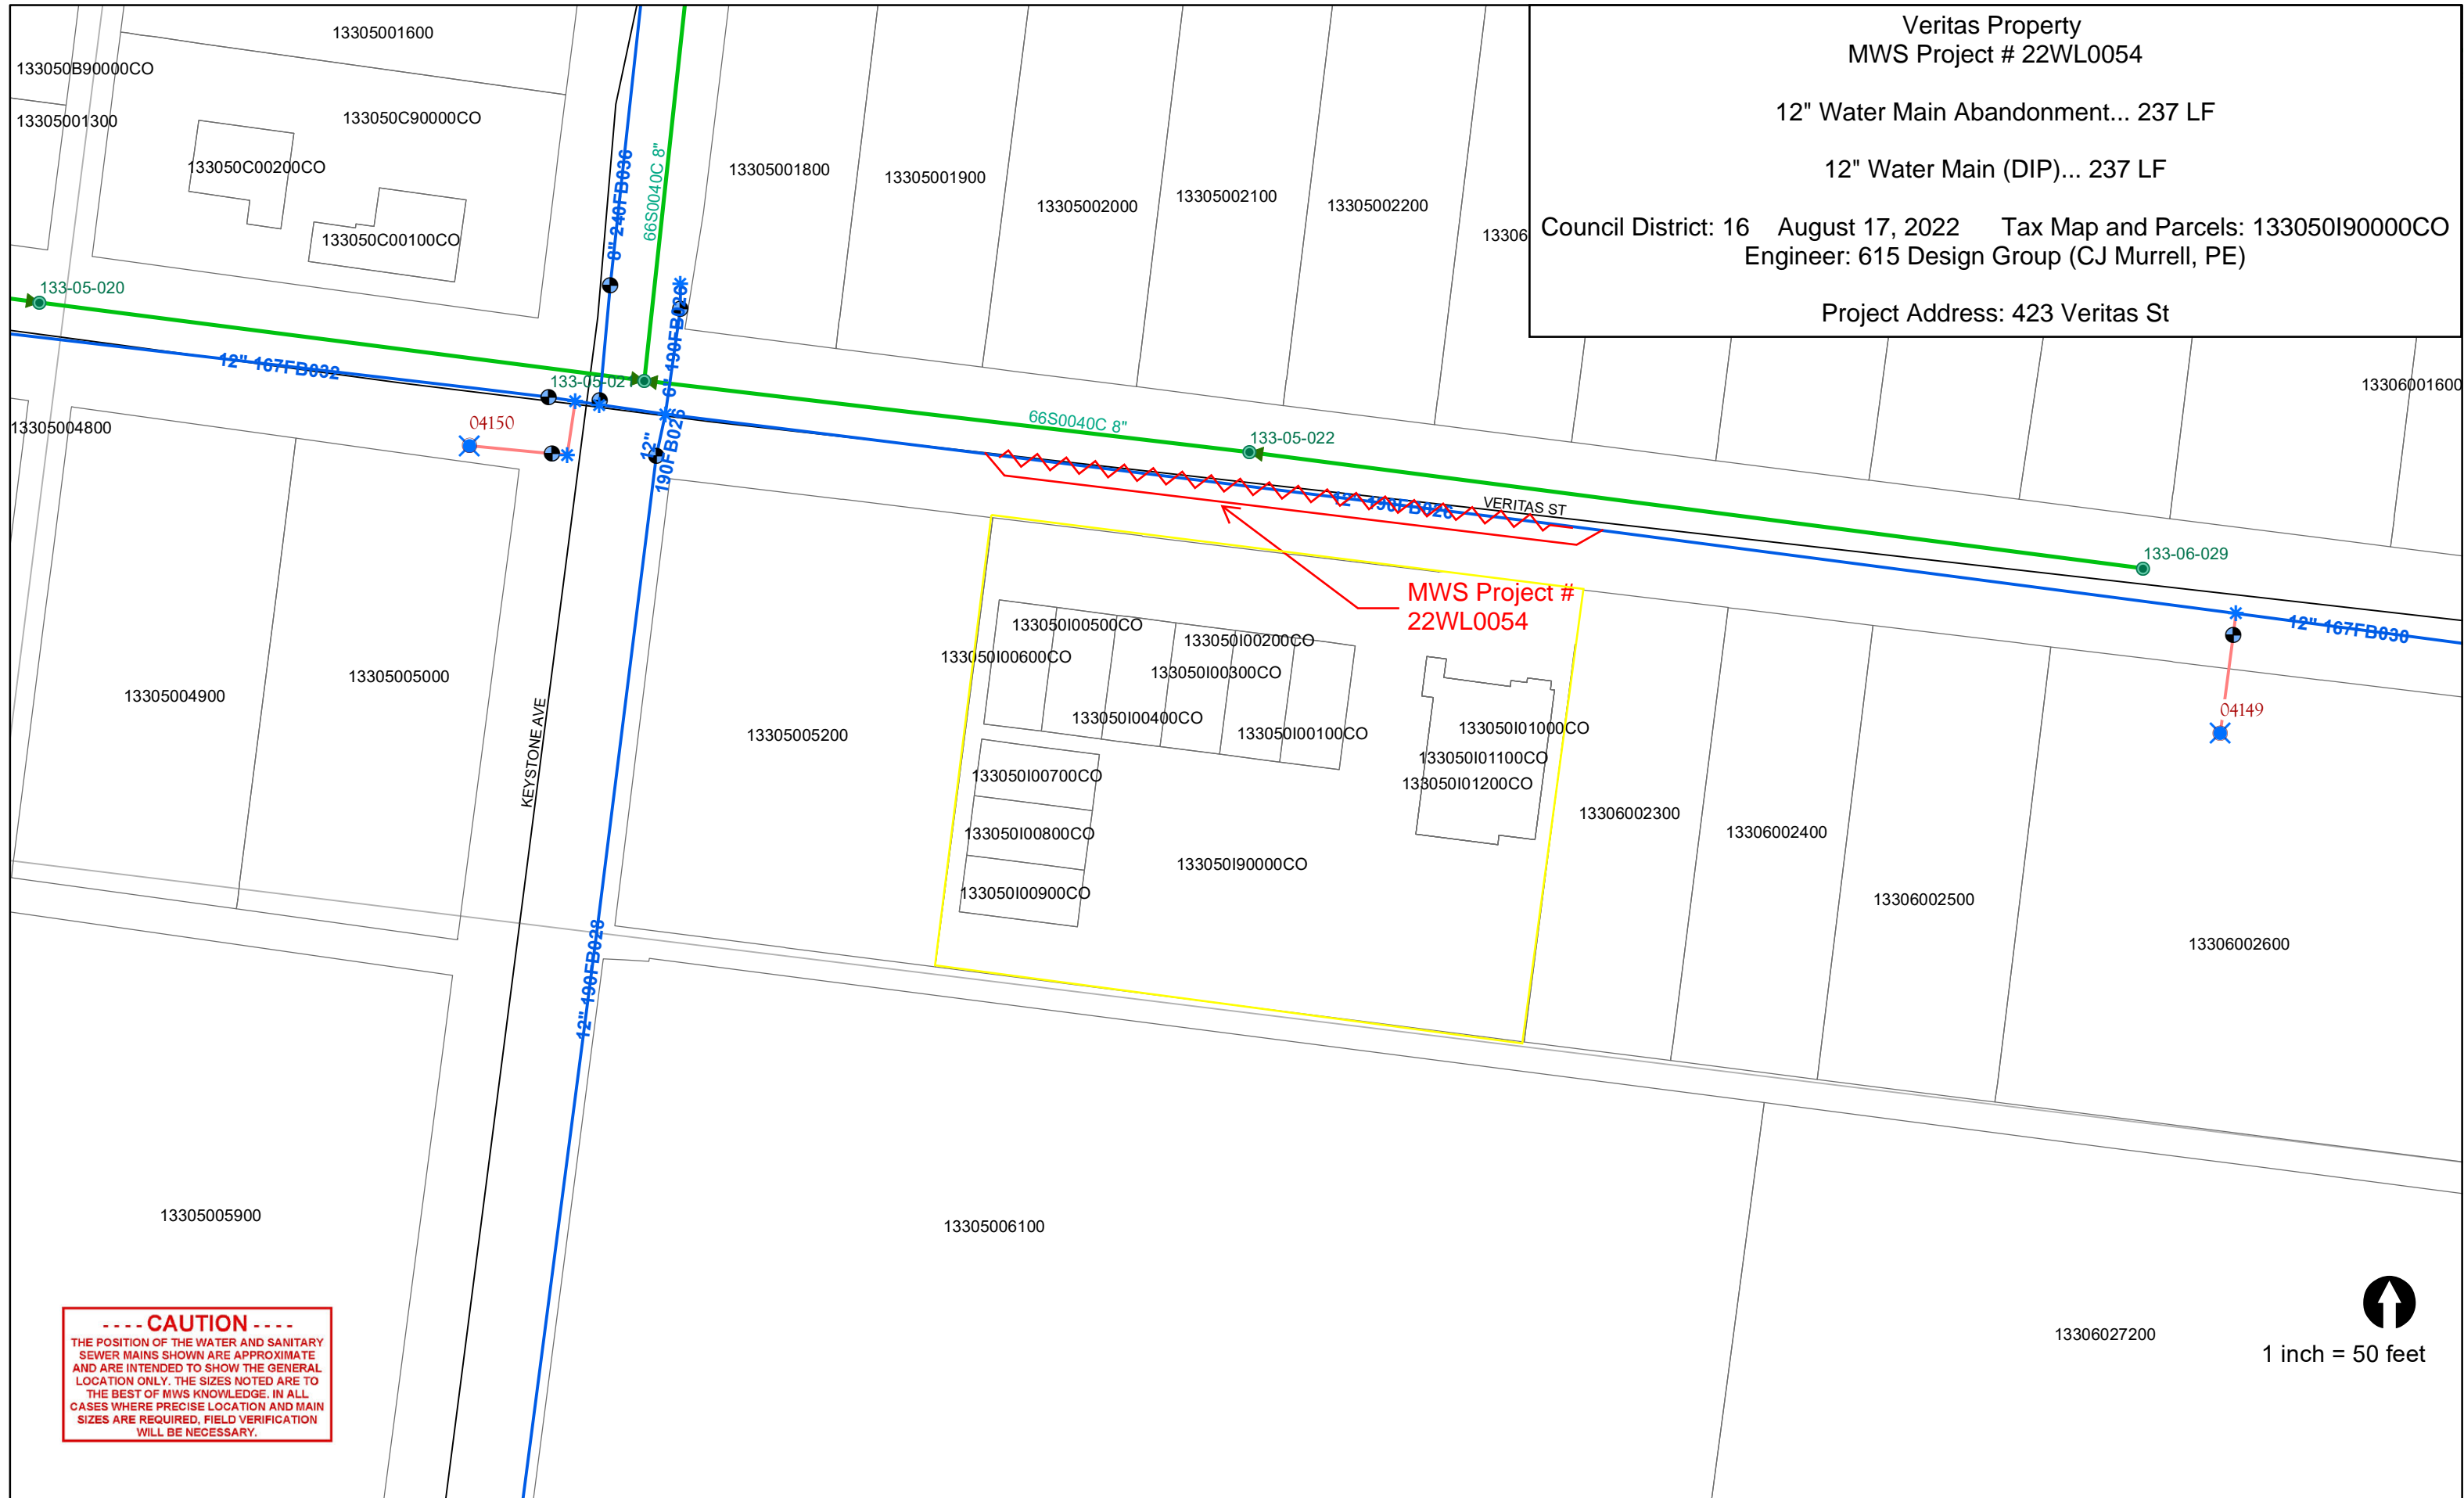 Veritas Property
MWS Project # 22WL0054
12" Water Main Abandonment... 237 LF
12" Water Main (DIP)... 237 LF
Council District: 16 August 17, 2022 Tax Map and Parcels: 133050I90000CO
Engineer: 615 Design Group (CJ Murrell, PE)
Project Address: 423 Veritas St
13305001600
133050B90000CO
13305001300
133050C90000CO
133050C00200CO
133050C00100CO
8" 240FB036
66S0040C 8"
13305001800
13305001900
13305002000
13305002100
13305002200
13306
13306001600
133-05-020
12" 167FB032
133-05-02
6" 190FB026
12"
190FB026
04150
13305004800
66S0040C 8"
133-05-022
12" 190FB026
VERITAS ST
133-06-029
12" 167FB030
04149
MWS Project #
22WL0054
13305004900
13305005000
KEYSTONE AVE
13305005200
133050I00500CO
133050I00600CO
133050I00200CO
133050I00300CO
133050I00400CO
133050I00100CO
133050I01000CO
133050I01100CO
133050I01200CO
133050I00700CO
133050I00800CO
133050I00900CO
133050I90000CO
13306002300
13306002400
13306002500
13306002600
12" 190FB028
13305005900
13305006100
13306027200
1 inch = 50 feet
- - - - CAUTION - - - -
THE POSITION OF THE WATER AND SANITARY
SEWER MAINS SHOWN ARE APPROXIMATE
AND ARE INTENDED TO SHOW THE GENERAL
LOCATION ONLY. THE SIZES NOTED ARE TO
THE BEST OF MWS KNOWLEDGE. IN ALL
CASES WHERE PRECISE LOCATION AND MAIN
SIZES ARE REQUIRED, FIELD VERIFICATION
WILL BE NECESSARY.